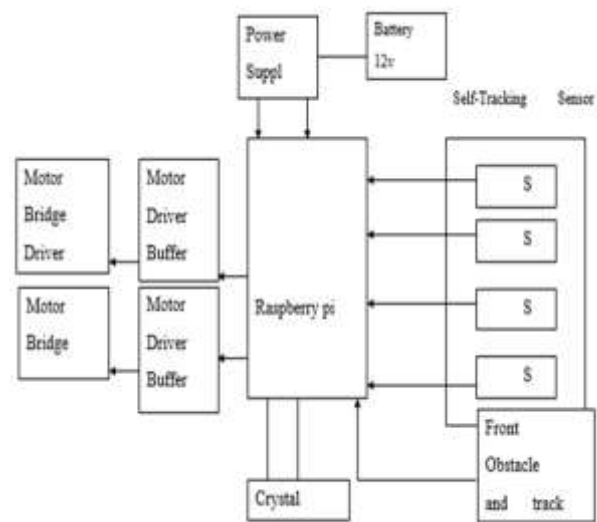 Power
Suppl
Battery
12v
Self-Tracking Sensor
Motor
Bridge
Driver
Motor
Driver
Buffer
S
S
Motor
Bridge
Motor
Driver
Buffer
Raspberry pi
S
S
Front
Obstacle
and track
Crystal